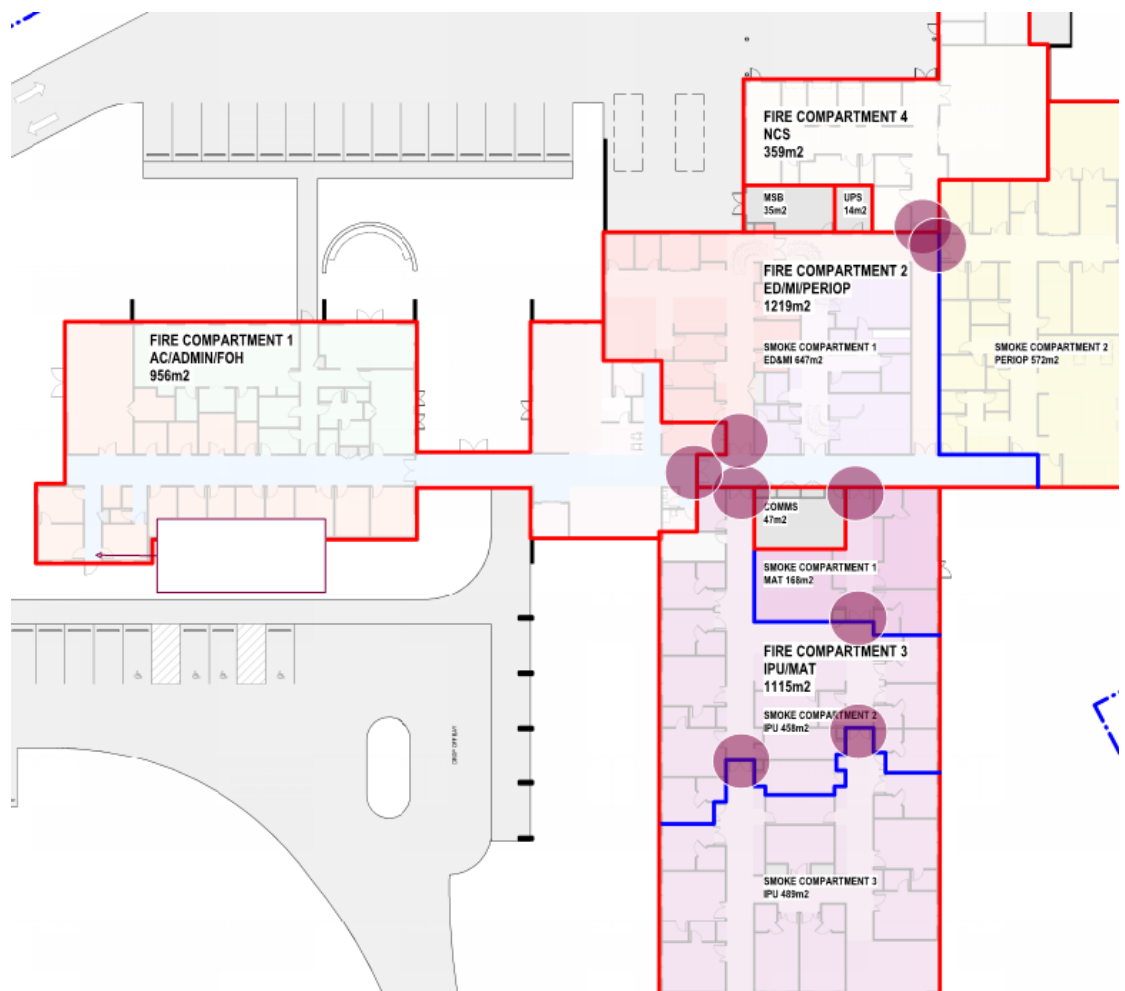 FIRE COMPARTMENT 4
NCS
359m2
MSB
35m2
UPS
14m2
FIRE COMPARTMENT 2
ED/MI/PERIOP
1219m2
SMOKE COMPARTMENT 1
ED&MI 647m2
SMOKE COMPARTMENT 2
PERIOP 572m2
FIRE COMPARTMENT 1
AC/ADMIN/FOH
956m2
COMMS
47m2
SMOKE COMPARTMENT 1
MAT 168m2
FIRE COMPARTMENT 3
IPU/MAT
1115m2
SMOKE COMPARTMENT 2
IPU 458m2
DROP OFF BAY
SMOKE COMPARTMENT 3
IPU 489m2